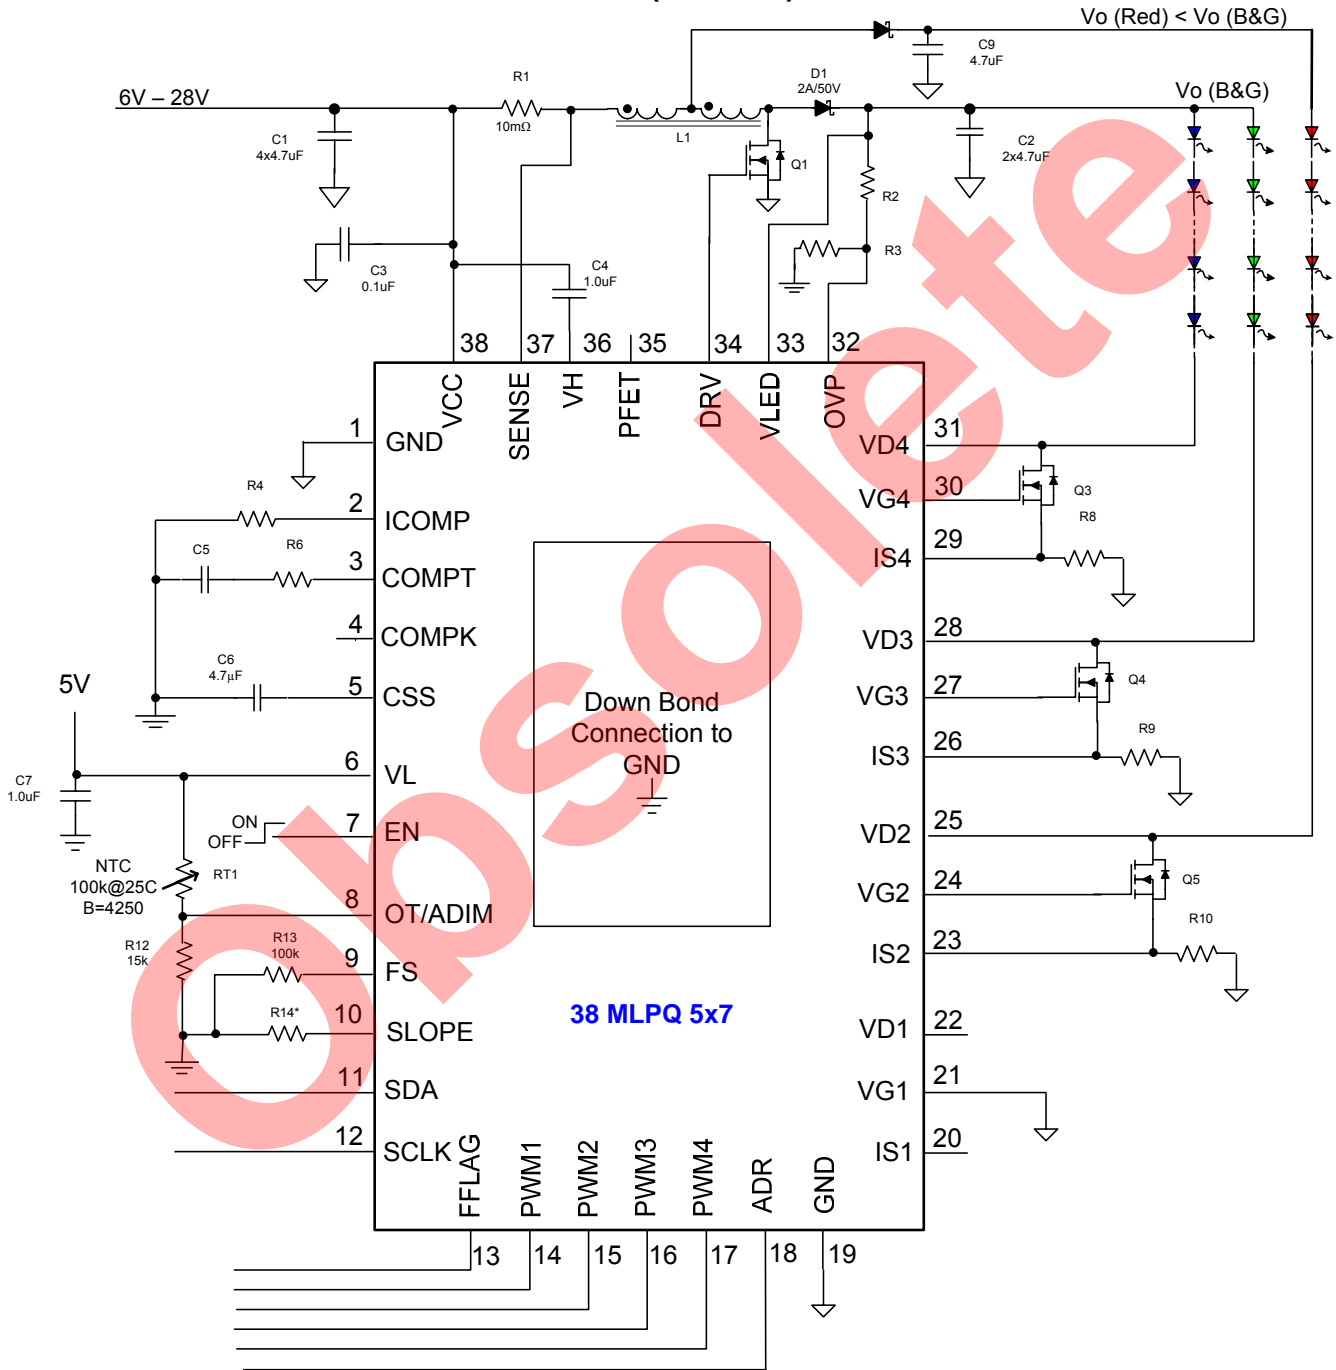 Vo (Red) < Vo (B&G)
C9
4.7uF
R1
D1
2A/50V
6V – 28V
Vo (B&G)
10mΩ
C1
4x4.7uF
L1
Q1
C2
2x4.7uF
R2
R3
C3
0.1uF
C4
1.0uF
38
37
36
35
34
33
32
VCC
SENSE
VH
PFET
DRV
VLED
OVP
1
GND
31
VD4
R4
2
ICOMP
30
VG4
Q3
R8
C5
R6
3
COMPT
29
IS4
4
COMPK
28
VD3
C6
4.7µF
5
CSS
27
VG3
Q4
5V
Down Bond
Connection to
GND
26
IS3
R9
C7
1.0uF
6
VL
ON
OFF
7
EN
25
VD2
NTC
100k@25C
B=4250
RT1
8
OT/ADIM
24
VG2
Q5
R12
15k
R13
100k
9
FS
23
IS2
R10
R14*
10
SLOPE
38 MLPQ 5x7
22
VD1
11
SDA
21
VG1
12
SCLK
20
IS1
FFLAG
PWM1
PWM2
PWM3
PWM4
ADR
GND
13
14
15
16
17
18
19
Obsolete